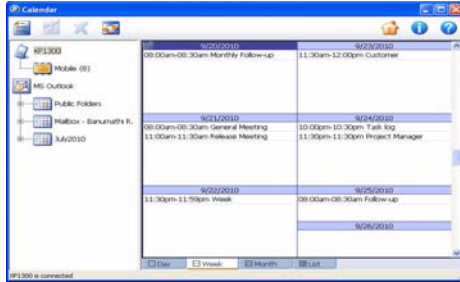 Calendar
XP1300
Mobile (8)
MS Outlook
Public Folders
Mailbox - Banumathi R.
July2010
9/20/2010
08:00am-08:30am Monthly Follow-up
9/23/2010
11:30am-12:00pm Customer
9/21/2010
08:00am-08:30am General Meeting
11:00am-11:30am Release Meeting
9/24/2010
10:00pm-10:30pm Task log
11:30pm-11:30pm Project Manager
9/22/2010
11:30pm-11:59pm Week
9/25/2010
08:00am-08:30am Follow-up
9/26/2010
Day
Week
Month
List
XP1300 is connected